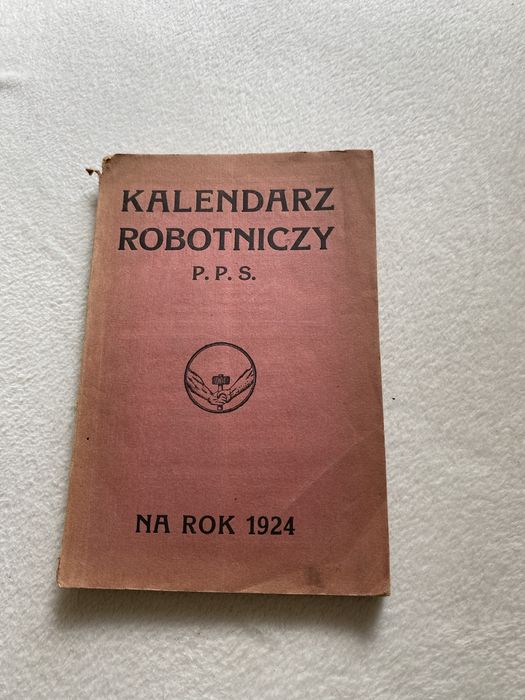 KALENDARZ
ROBOTNICZY
P. P. S.
NA ROK 1924